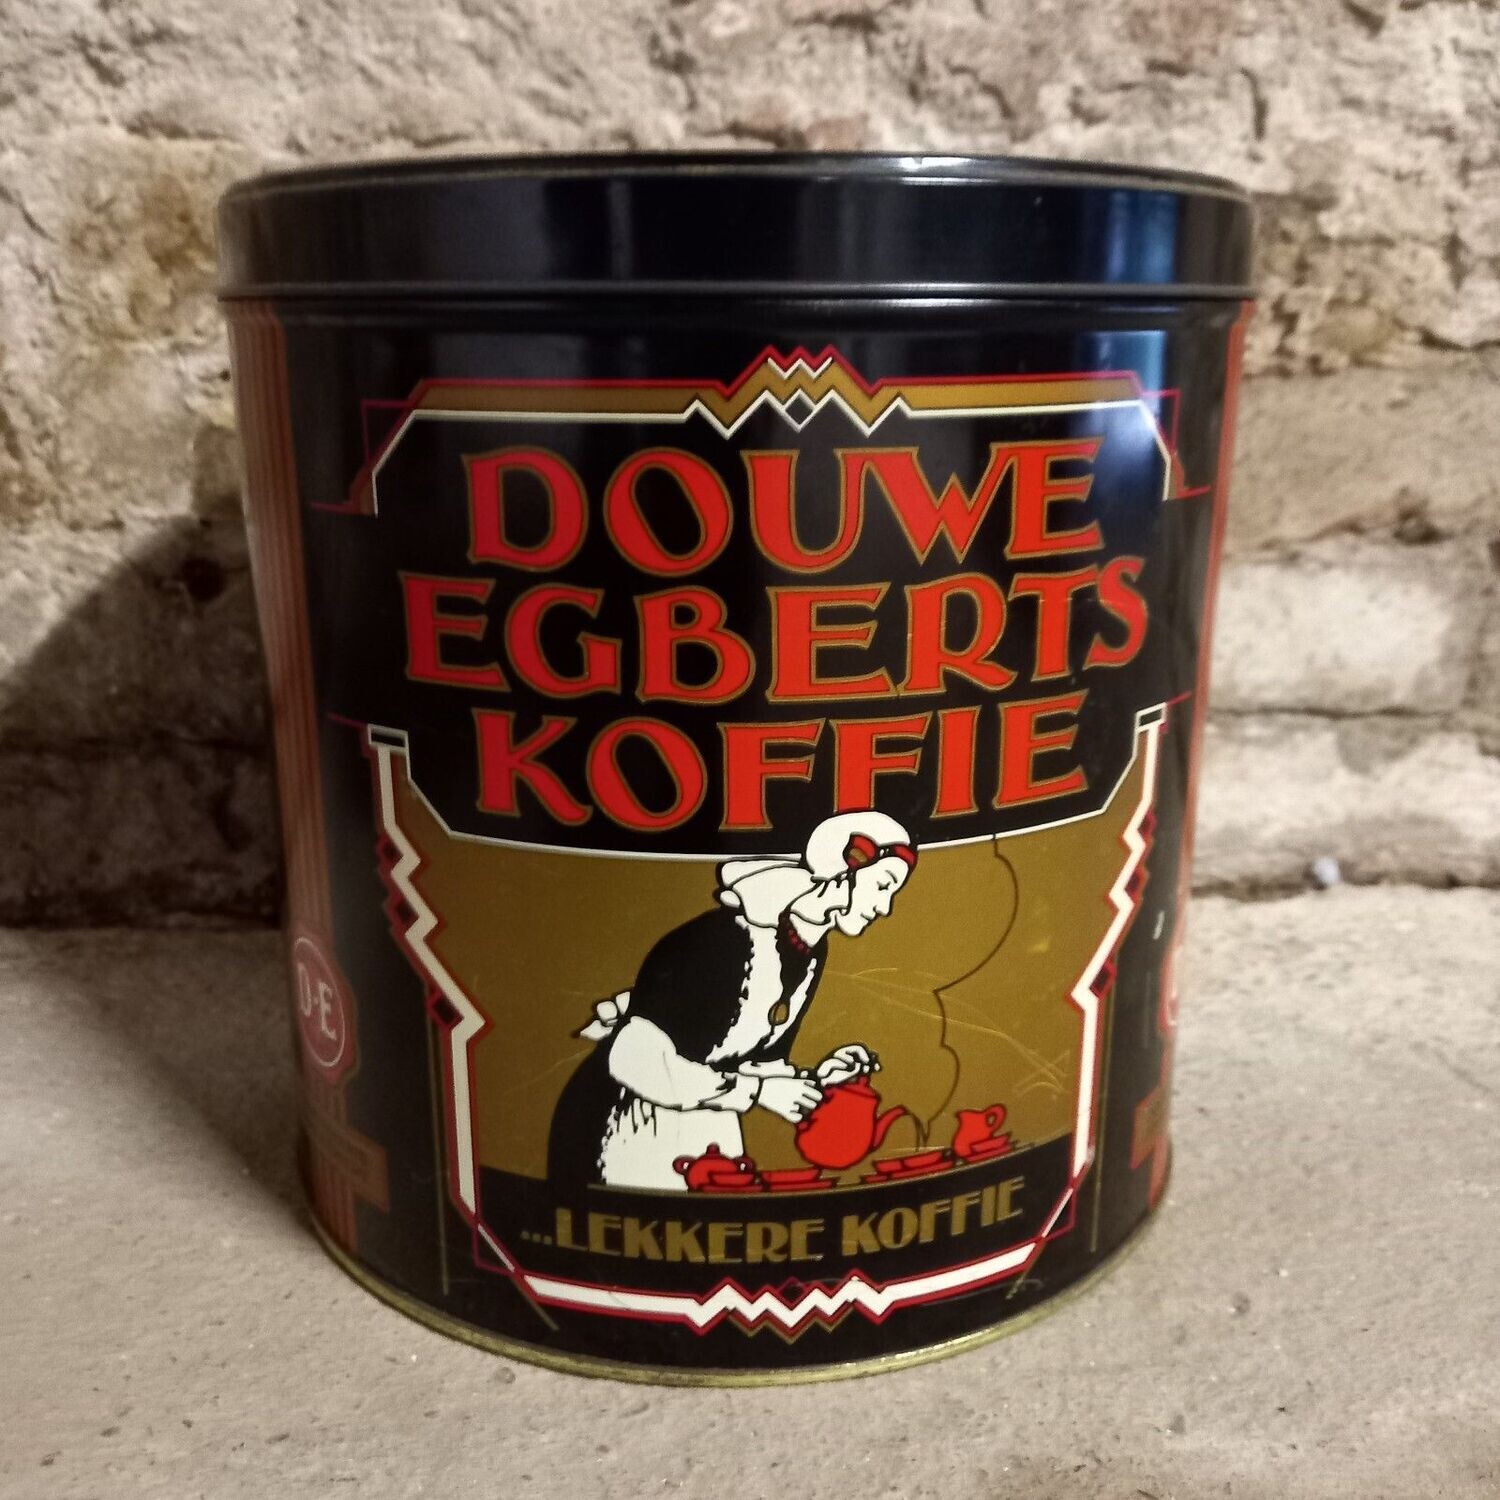 DOUWE
EGBERTS
KOFFIE
D·E
...LEKKERE KOFFIE